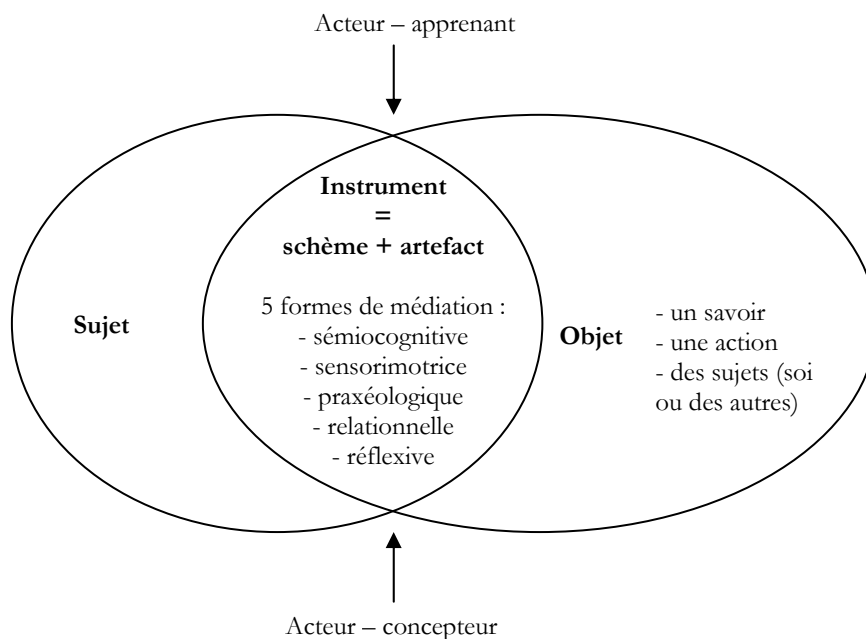 Acteur – apprenant
Instrument
=
schème + artefact
5 formes de médiation :
- sémiocognitive
- sensorimotrice
- praxéologique
- relationnelle
- réflexive
Sujet
Objet
- un savoir
- une action
- des sujets (soi
ou des autres)
Acteur – concepteur